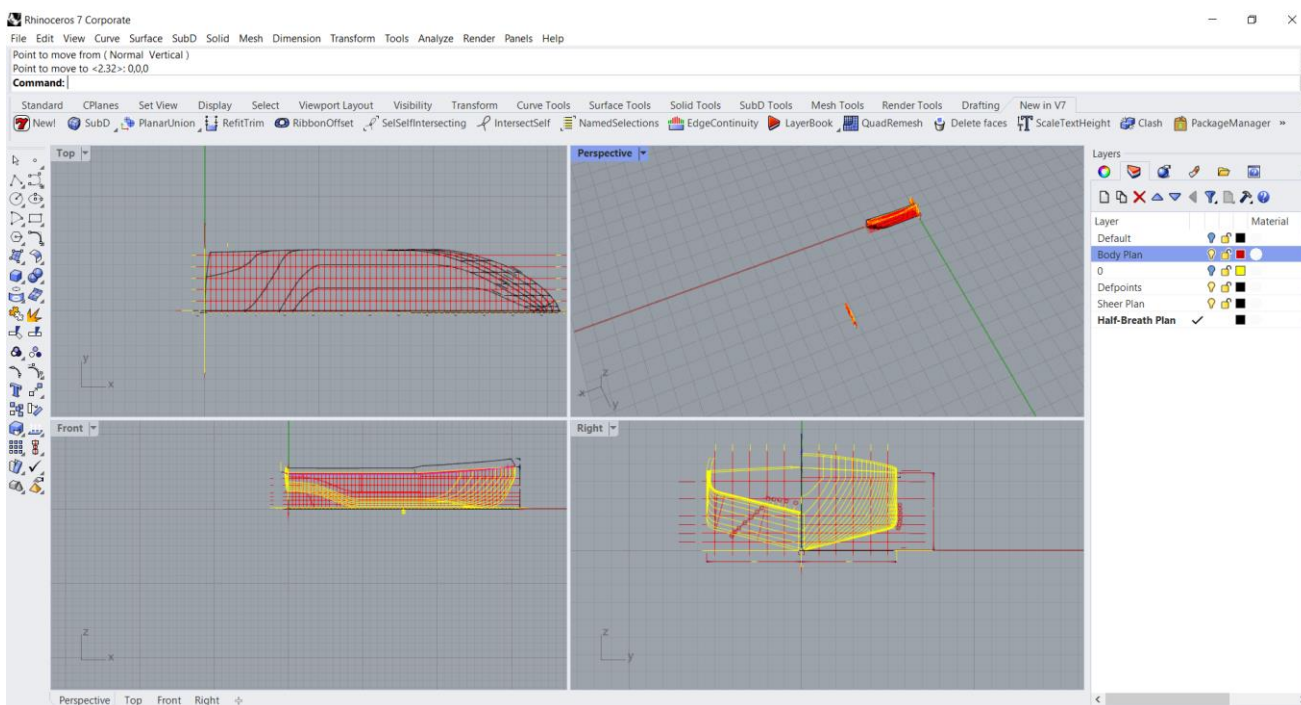 Rhinoceros 7 Corporate
File Edit View Curve Surface SubD Solid Mesh Dimension Transform Tools Analyze Render Panels Help
Point to move from ( Normal Vertical )
Point to move to <2.32>: 0,0,0
Command:
Standard CPlanes Set View Display Select Viewport Layout Visibility Transform Curve Tools Surface Tools Solid Tools SubD Tools Mesh Tools Render Tools Drafting New in V7
New! SubD PlanarUnion RefitTrim RibbonOffset SelSelfIntersecting IntersectSelf NamedSelections EdgeContinuity LayerBook QuadRemesh Delete faces ScaleTextHeight Clash PackageManager »
Top
y
x
Perspective
z
x
y
Front
z
x
Right
z
y
Layers
Layer Material
Default
Body Plan
0
Defpoints
Sheer Plan
Half-Breath Plan
Perspective Top Front Right